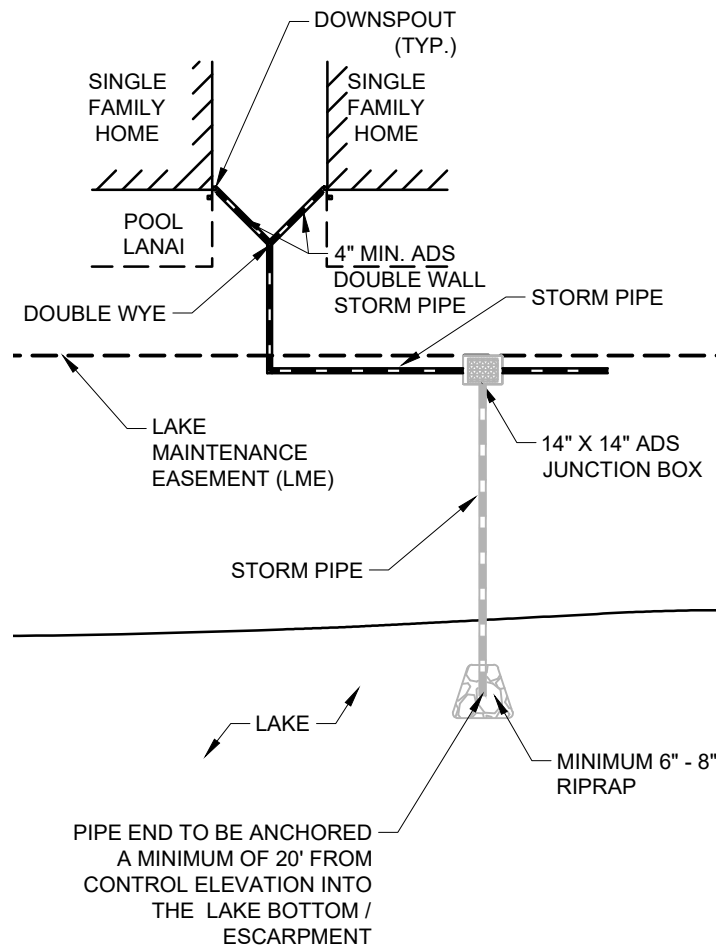 DOWNSPOUT
(TYP.)
SINGLE
FAMILY
HOME
SINGLE
FAMILY
HOME
POOL
LANAI
4" MIN. ADS
DOUBLE WALL
STORM PIPE
STORM PIPE
DOUBLE WYE
LAKE
MAINTENANCE
EASEMENT (LME)
14" X 14" ADS
JUNCTION BOX
STORM PIPE
LAKE
MINIMUM 6" - 8"
RIPRAP
PIPE END TO BE ANCHORED
A MINIMUM OF 20' FROM
CONTROL ELEVATION INTO
THE LAKE BOTTOM /
ESCARPMENT